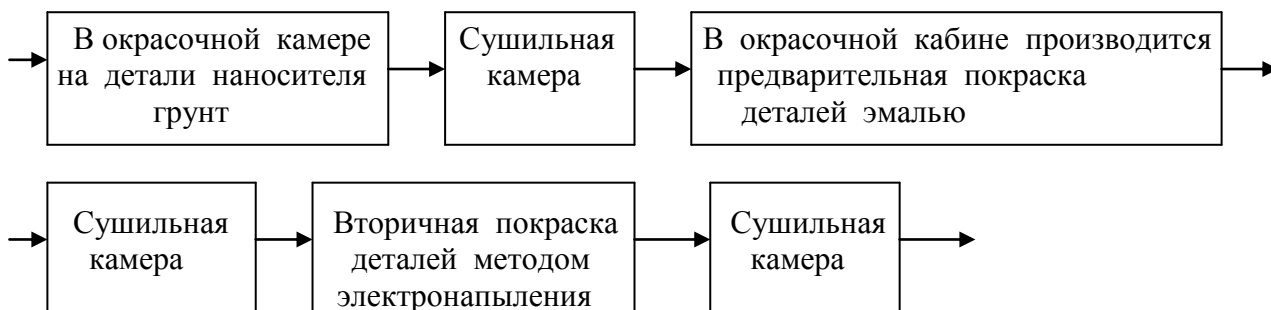 В окрасочной камере
на детали наносителя
грунт
Сушильная
камера
В окрасочной кабине производится
предварительная покраска
деталей эмалью
Сушильная
камера
Вторичная покраска
деталей методом
электронапыления
Сушильная
камера